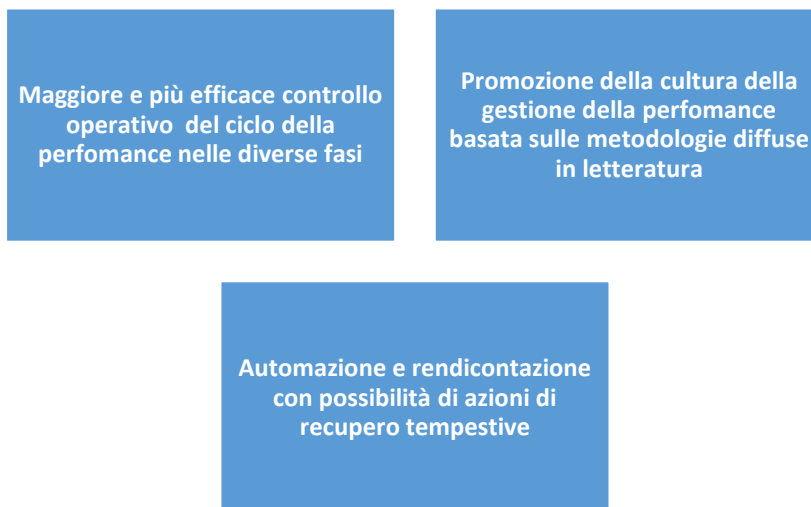 Maggiore e più efficace controllo
operativo  del ciclo della
perfomance nelle diverse fasi
Promozione della cultura della
gestione della perfomance
basata sulle metodologie diffuse
in letteratura
Automazione e rendicontazione
con possibilità di azioni di
recupero tempestive